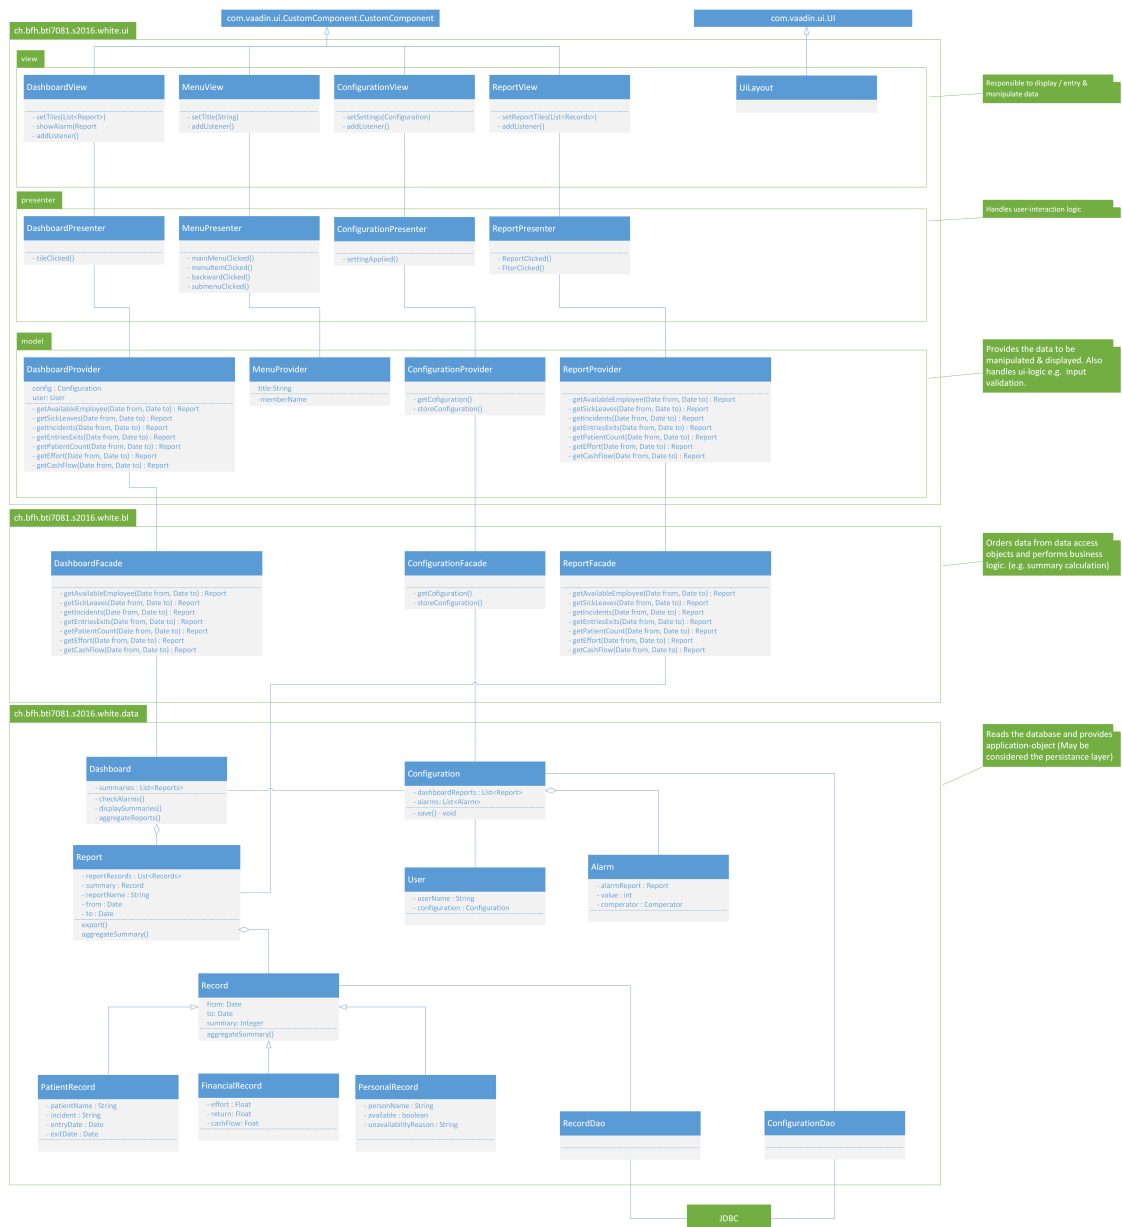 com.vaadin.ui.CustomComponent.CustomComponent
com.vaadin.ui.UI
ch.bfh.bti7081.s2016.white.ui
view
DashboardView
- setTiles(List<Report>)
- showAlarm(Report
- addListener()
MenuView
- setTitle(String)
- addListener()
ConfigurationView
- setSettings(Configuration)
- addListener()
ReportView
- setReportTiles(List<Records>)
- addListener()
UiLayout
Responsible to display / entry &
manipulate data
presenter
DashboardPresenter
- tileClicked()
MenuPresenter
- mainMenuClicked()
- menuItemClicked()
- backwardClicked()
- submenuClicked()
ConfigurationPresenter
- settingApplied()
ReportPresenter
- ReportClicked()
- FlterClicked()
Handles user-interaction logic
model
DashboardProvider
config : Configuration
user: User
- getAvailableEmployee(Date from, Date to) : Report
- getSickLeaves(Date from, Date to) : Report
- getIncidents(Date from, Date to) : Report
- getEntriesExits(Date from, Date to) : Report
- getPatientCount(Date from, Date to) : Report
- getEffort(Date from, Date to) : Report
- getCashFlow(Date from, Date to) : Report
MenuProvider
title:String
-memberName
ConfigurationProvider
- getCofiguration()
- storeConfiguration()
ReportProvider
- getAvailableEmployee(Date from, Date to) : Report
- getSickLeaves(Date from, Date to) : Report
- getIncidents(Date from, Date to) : Report
- getEntriesExits(Date from, Date to) : Report
- getPatientCount(Date from, Date to) : Report
- getEffort(Date from, Date to) : Report
- getCashFlow(Date from, Date to) : Report
Provides the data to be
manipulated & displayed. Also
handles ui-logic e.g. input
validation.
ch.bfh.bti7081.s2016.white.bl
DashboardFacade
- getAvailableEmployee(Date from, Date to) : Report
- getSickLeaves(Date from, Date to) : Report
- getIncidents(Date from, Date to) : Report
- getEntriesExits(Date from, Date to) : Report
- getPatientCount(Date from, Date to) : Report
- getEffort(Date from, Date to) : Report
- getCashFlow(Date from, Date to) : Report
ConfigurationFacade
- getCofiguration()
- storeConfiguration()
ReportFacade
- getAvailableEmployee(Date from, Date to) : Report
- getSickLeaves(Date from, Date to) : Report
- getIncidents(Date from, Date to) : Report
- getEntriesExits(Date from, Date to) : Report
- getPatientCount(Date from, Date to) : Report
- getEffort(Date from, Date to) : Report
- getCashFlow(Date from, Date to) : Report
Orders data from data access
objects and performs business
logic. (e.g. summary calculation)
ch.bfh.bti7081.s2016.white.data
Dashboard
- summaries : List<Reports>
- checkAlarms()
- displaySummaries()
- aggregateReports()
Configuration
- dashboardReports : List<Report>
- alarms: List<Alarm>
- save() - void
Reads the database and provides
application-object (May be
considered the persistance layer)
Report
- reportRecords : List<Records>
- summary : Record
- reportName : String
- from : Date
- to : Date
export()
aggregateSummary()
User
- userName : String
- configuration : Configuration
Alarm
- alarmReport : Report
- value : int
- comperator : Comperator
Record
from: Date
to: Date
summary: Integer
aggregateSummary()
PatientRecord
- patientName : String
- incident : String
- entryDate : Date
- exitDate : Date
FinancialRecord
- effort : Float
- return: Float
- cashFlow: Foat
PersonalRecord
- personName : String
- available : boolean
- unavailabilityReason : String
RecordDao
ConfigurationDao
JDBC